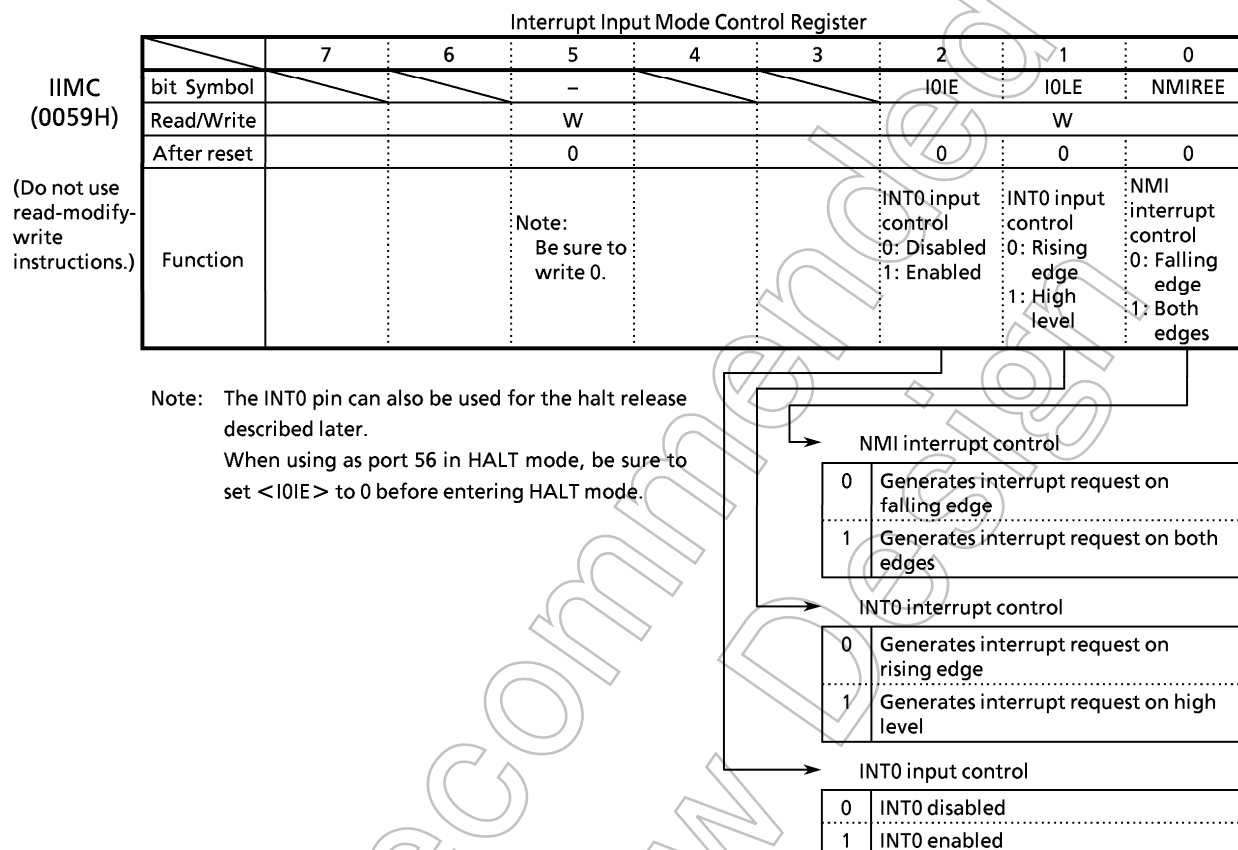 Interrupt Input Mode Control Register
7 6 5 4 3 2 1 0
IIMC
(0059H)
bit Symbol – I0IE I0LE NMIREE
Read/Write W W
After reset 0 0 0 0
(Do not use
read-modify-
write
instructions.)
Function
Note:
Be sure to
write 0.
INT0 input
control
0: Disabled
1: Enabled
INT0 input
control
0: Rising
edge
1: High
level
NMI
interrupt
control
0: Falling
edge
1: Both
edges
Note: The INT0 pin can also be used for the halt release
described later.
When using as port 56 in HALT mode, be sure to
set <I0IE> to 0 before entering HALT mode.
NMI interrupt control
0 Generates interrupt request on
falling edge
1 Generates interrupt request on both
edges
INT0 interrupt control
0 Generates interrupt request on
rising edge
1 Generates interrupt request on high
level
INT0 input control
0 INT0 disabled
1 INT0 enabled
ecommended
w Design